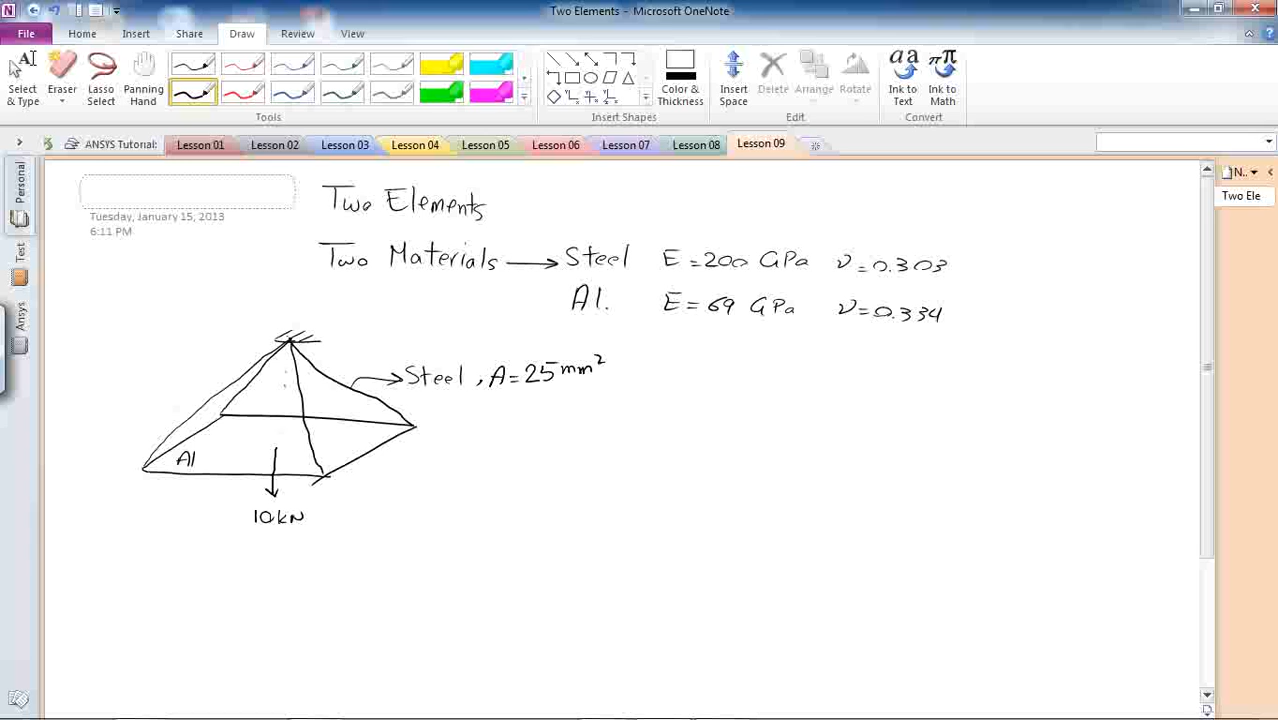 Two Elements - Microsoft OneNote
File Home Insert Share Draw Review View
Select & Type
Eraser
Lasso Select
Panning Hand
Color & Thickness
Insert Space
Delete
Arrange
Rotate
Ink to Text
Ink to Math
Tools
Insert Shapes
Edit
Convert
ANSYS Tutorial: Lesson 01 Lesson 02 Lesson 03 Lesson 04 Lesson 05 Lesson 06 Lesson 07 Lesson 08 Lesson 09
N..
Two Ele
Personal
Test
Ansys
Tuesday, January 15, 2013
6:11 PM
Two Elements
Two Materials → Steel E = 200 GPa ν = 0.303
Al. E = 69 GPa ν = 0.334
Steel, A = 25 mm²
Al
10 kN